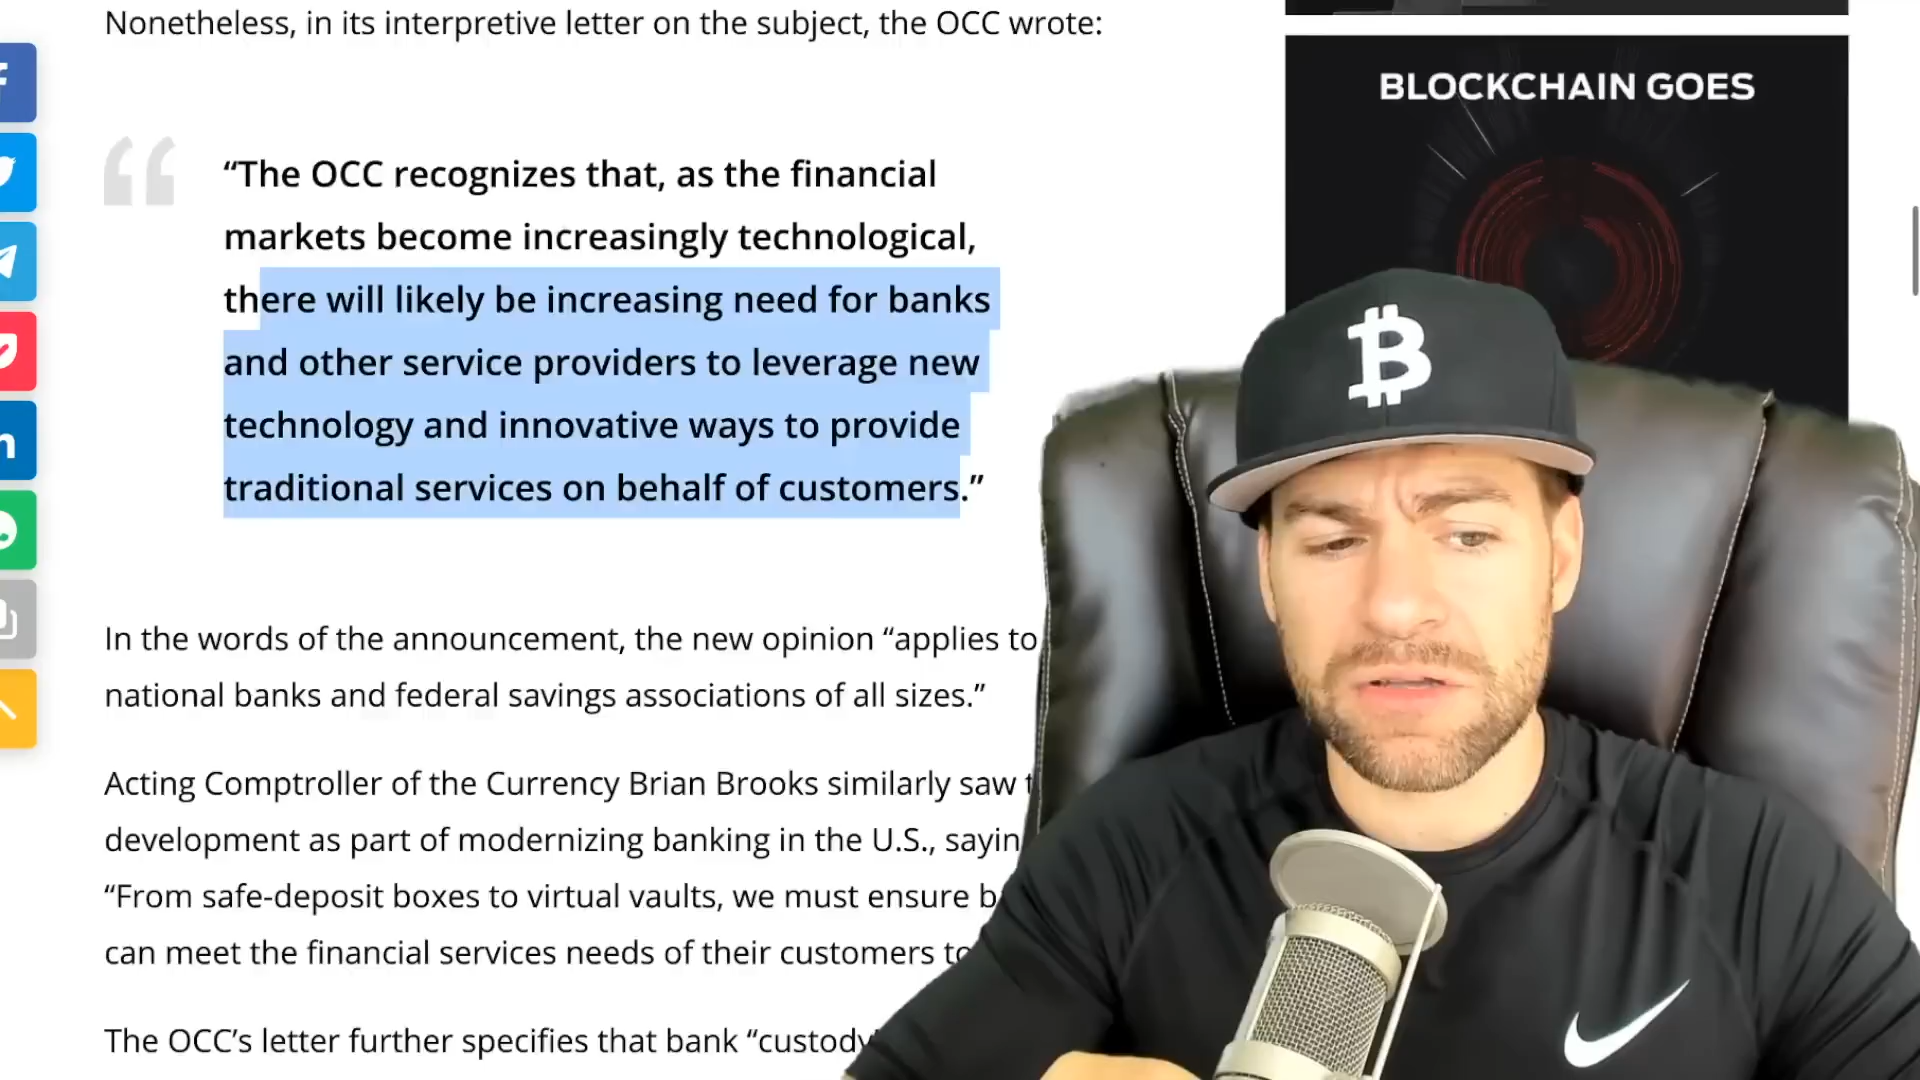 Nonetheless, in its interpretive letter on the subject, the OCC wrote:
BLOCKCHAIN GOES
“The OCC recognizes that, as the financial
markets become increasingly technological,
there will likely be increasing need for banks
and other service providers to leverage new
technology and innovative ways to provide
traditional services on behalf of customers.”
In the words of the announcement, the new opinion “applies to
national banks and federal savings associations of all sizes.”
Acting Comptroller of the Currency Brian Brooks similarly saw
development as part of modernizing banking in the U.S.,
“From safe-deposit boxes to virtual vaults, we must ensure
can meet the financial services needs of their customers
The OCC’s letter further specifies that bank “custody